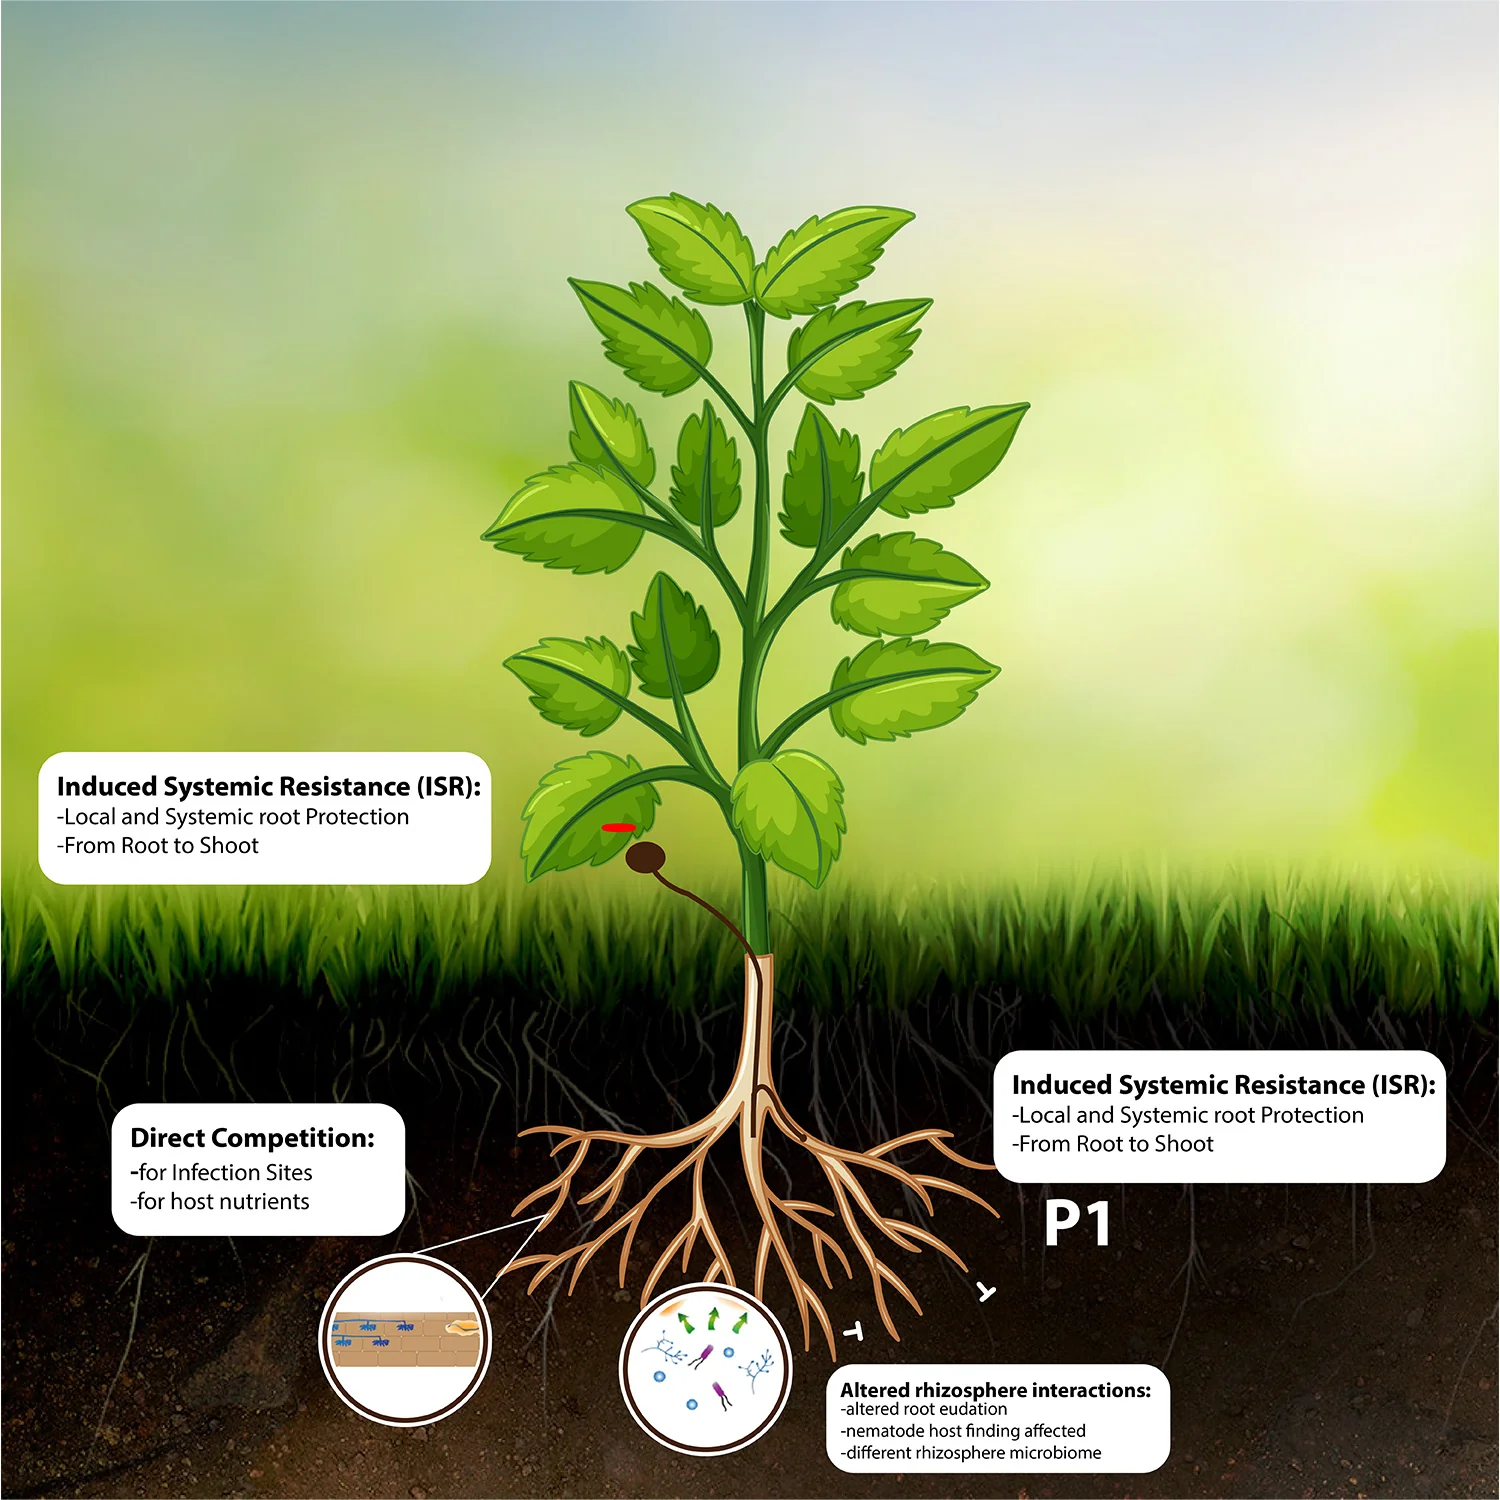 Induced Systemic Resistance (ISR):
-Local and Systemic root Protection
-From Root to Shoot
Induced Systemic Resistance (ISR):
-Local and Systemic root Protection
-From Root to Shoot
Direct Competition:
-for Infection Sites
-for host nutrients
P1
Altered rhizosphere interactions:
-altered root eudation
-nematode host finding affected
-different rhizosphere microbiome